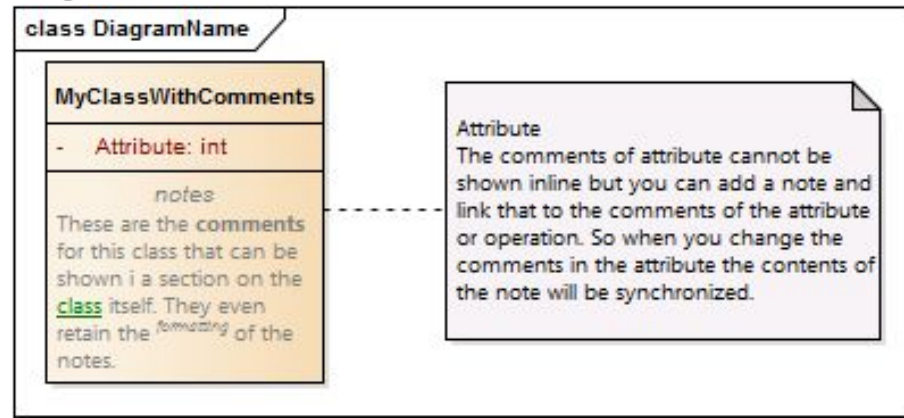 class DiagramName
MyClassWithComments
- Attribute: int
notes
These are the comments
for this class that can be
shown i a section on the
class itself. They even
retain the formatting of the
notes.
Attribute
The comments of attribute cannot be
shown inline but you can add a note and
link that to the comments of the attribute
or operation. So when you change the
comments in the attribute the contents of
the note will be synchronized.